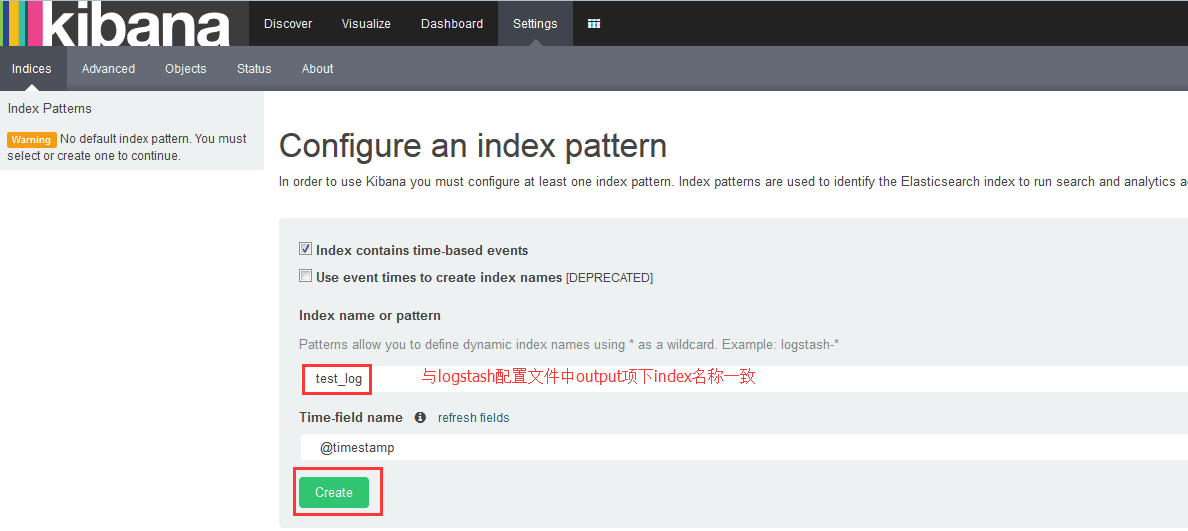 kibana
Discover Visualize Dashboard Settings
Indices Advanced Objects Status About
Index Patterns
Warning No default index pattern. You must
select or create one to continue.
Configure an index pattern
In order to use Kibana you must configure at least one index pattern. Index patterns are used to identify the Elasticsearch index to run search and analytics a
Index contains time-based events
Use event times to create index names [DEPRECATED]
Index name or pattern
Patterns allow you to define dynamic index names using * as a wildcard. Example: logstash-*
test_log 与logstash配置文件中output项下index名称一致
Time-field name refresh fields
@timestamp
Create